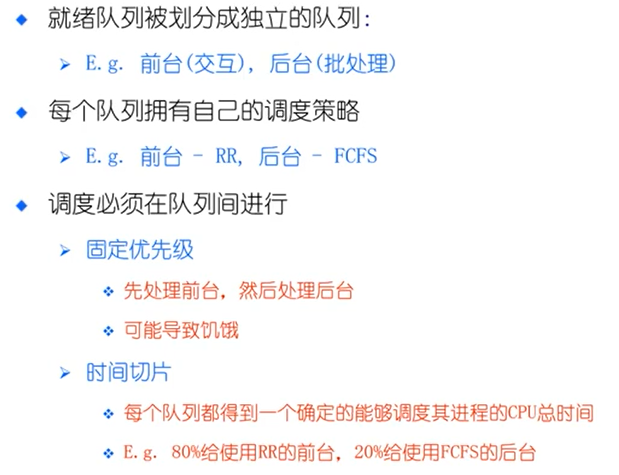 就绪队列被划分成独立的队列:
E.g. 前台(交互), 后台(批处理)
每个队列拥有自己的调度策略
E.g. 前台 - RR, 后台 - FCFS
调度必须在队列间进行
固定优先级
先处理前台, 然后处理后台
可能导致饥饿
时间切片
每个队列都得到一个确定的能够调度其进程的CPU总时间
E.g. 80%给使用RR的前台, 20%给使用FCFS的后台